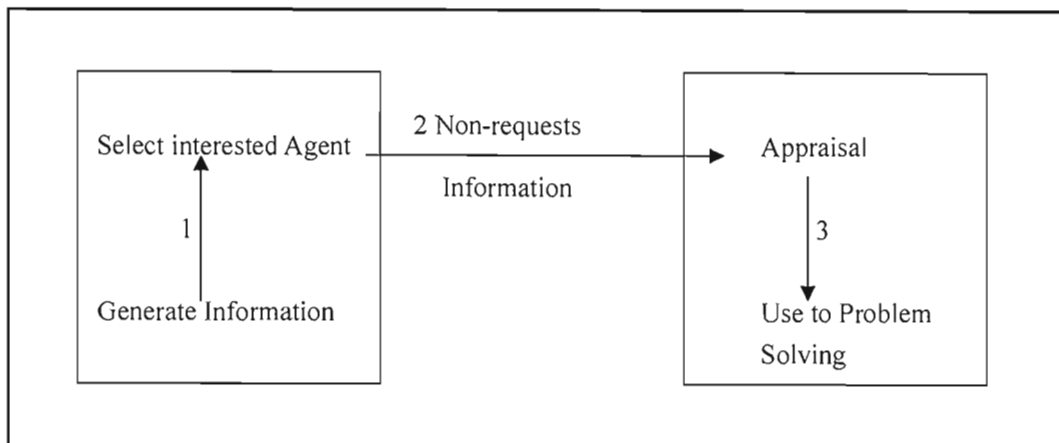 Select interested Agent
1
Generate Information
2 Non-requests
Information
Appraisal
3
Use to Problem
Solving